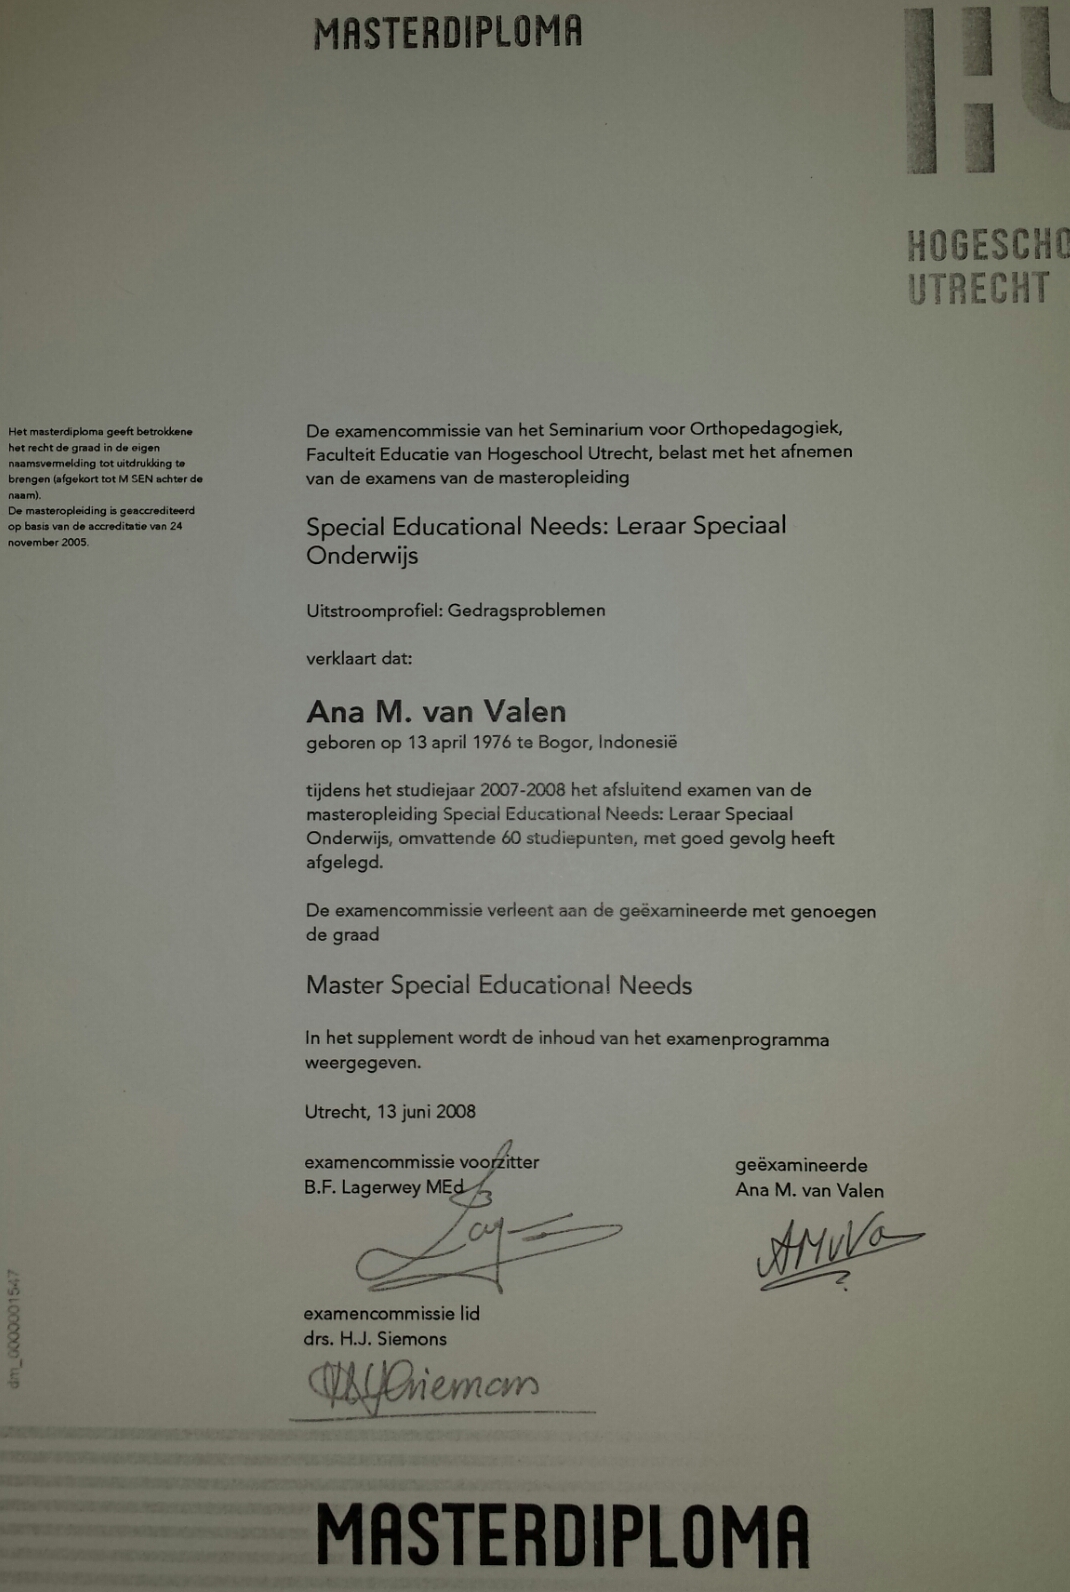 MASTERDIPLOMA
HU
HOGESCHO
UTRECHT
Het masterdiploma geeft betrokkene
het recht de graad in de eigen
naamsvermelding tot uitdrukking te
brengen (afgekort tot M SEN achter de
naam).
De masteropleiding is geaccrediteerd
op basis van de accreditatie van 24
november 2005.
De examencommissie van het Seminarium voor Orthopedagogiek,
Faculteit Educatie van Hogeschool Utrecht, belast met het afnemen
van de examens van de masteropleiding
Special Educational Needs: Leraar Speciaal
Onderwijs
Uitstroomprofiel: Gedragsproblemen
verklaart dat:
Ana M. van Valen
geboren op 13 april 1976 te Bogor, Indonesië
tijdens het studiejaar 2007-2008 het afsluitend examen van de
masteropleiding Special Educational Needs: Leraar Speciaal
Onderwijs, omvattende 60 studiepunten, met goed gevolg heeft
afgelegd.
De examencommissie verleent aan de geëxamineerde met genoegen
de graad
Master Special Educational Needs
In het supplement wordt de inhoud van het examenprogramma
weergegeven.
Utrecht, 13 juni 2008
examencommissie voorzitter
B.F. Lagerwey MEd
geëxamineerde
Ana M. van Valen
examencommissie lid
drs. H.J. Siemons
dm_0000001547
MASTERDIPLOMA